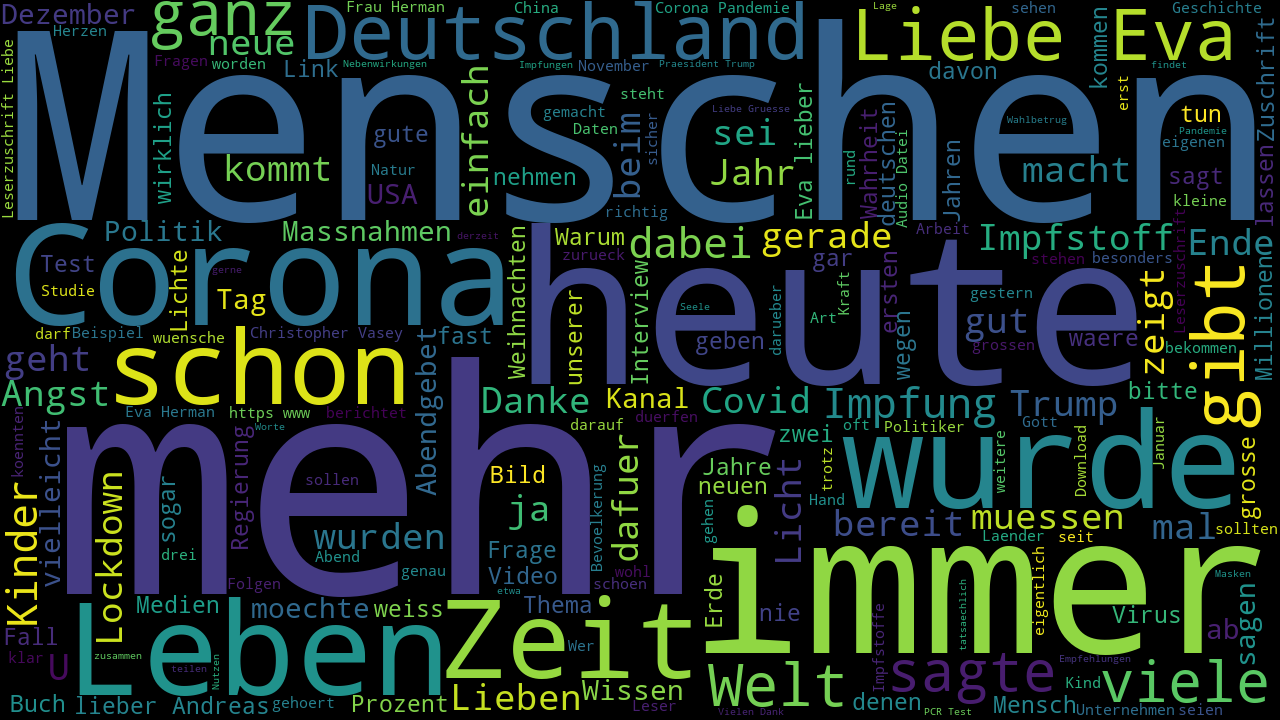 Dezember
ganz
Frau Herman
China
Corona Pandemie
Lage
sehen
Geschichte
Herzen
neue
Deutschland
Liebe
Eva
kommen
Fragen
worden
Link
Nebenwirkungen
Impfungen
November
Praesident Trump
davon
erst
findet
Leserzuschrift Liebe
Menschen
wirklich
gute
einfach
steht
gemacht
Daten
beim
sicher
Liebe Gruesse
sei
Eva lieber
rund
Wahrheit
deutschen
Audio Datei
Jahren
Wahlbetrug
tun
Pandemie
eigenen
lassen
Zuschrift
kommt
Natur
USA
nehmen
richtig
Jahr
macht
sagt
kleine
Politik
Massnahmen
derzeit
Weihnachten
Warum
zurueck
dabei
gerade
gar
Arbeit
Impfstoff
stehen
besonders
Leserzuschrift
Ende
Corona
heute
Test
Studie
Lichte
gerne
Tag
unserer
Interview
Seele
darueber
Art
Kraft
ersten
wegen
gestern
gut
grossen
waere
zeigt
bekommen
gibt
Millionen
darf
Beispiel
wuensche
Christopher Vasey
fast
geben
geht
schon
Abendgebet
Angst
Danke
Kanal
Covid
Impfung
Trump
bitte
Eva Herman
https www
berichtet
Worte
darauf
duerfen
zwei
oft
Politiker
Gott
koennten
vielleicht
mehr
Regierung
sollen
Bild
Bevoelkerung
dafuer
Jahre
neuen
Licht
trotz
Hand
wurde
weitere
Download
Januar
grosse
Kinder
Lockdown
sogar
drei
wurden
Abend
genau
ja
Frage
Video
etwa
wohl
schoen
gehen
bereit
muessen
Laender
seit
mal
sollten
Folgen
immer
Medien
moechte
weiss
Thema
Erde
nie
tatsaechlich
eigentlich
Masken
Virus
ab
sagen
Fall
klar
U
zusammen
Leben
teilen
Nutzen
Zeit
Wer
Impfstoffe
sagte
Empfehlungen
Kind
viele
Buch
lieber Andreas
gehoert
Prozent
Lieben
Wissen
Leser
Welt
Vielen Dank
denen
PCR Test
Mensch
Unternehmen
seien